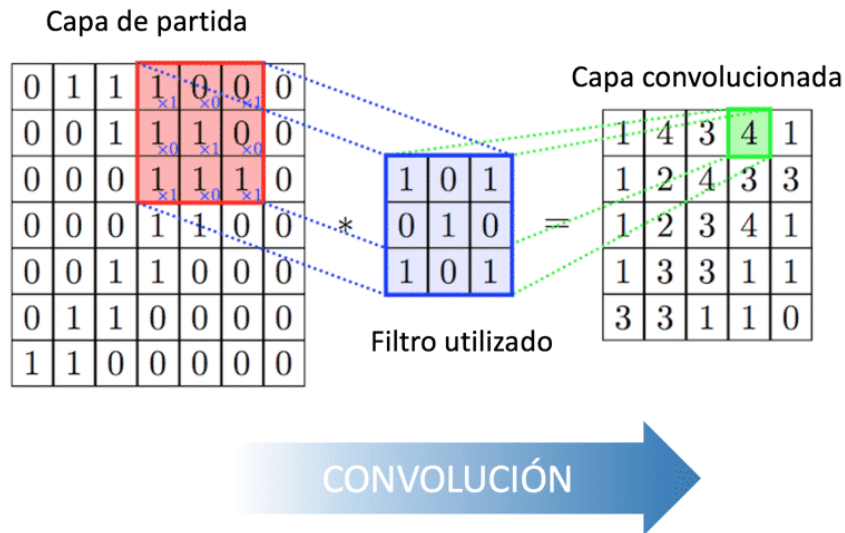 Capa de partida
Capa convolucionada
0 1 1 1 0 0 0
×1 ×0 ×1
0 0 1 1 1 0 0
×0 ×1 ×0
0 0 0 1 1 1 0
×1 ×0 ×1
0 0 0 1 1 0 0
0 0 1 1 0 0 0
0 1 1 0 0 0 0
1 1 0 0 0 0 0
*
1 0 1
0 1 0
1 0 1
=
1 4 3 4 1
1 2 4 3 3
1 2 3 4 1
1 3 3 1 1
3 3 1 1 0
Filtro utilizado
CONVOLUCIÓN